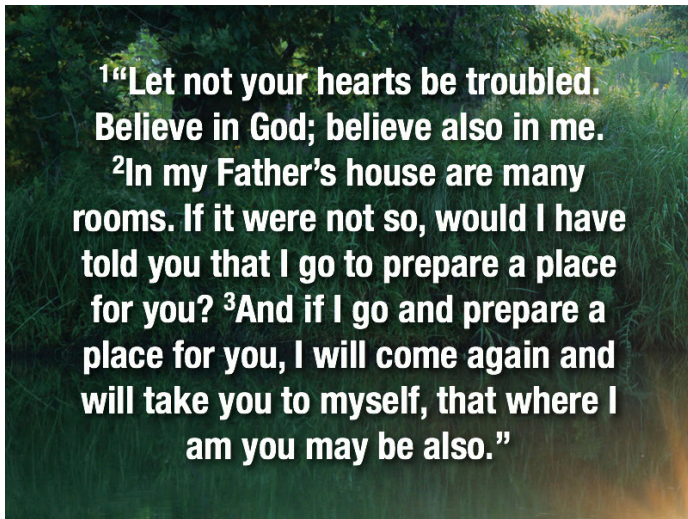 ¹“Let not your hearts be troubled.
Believe in God; believe also in me.
²In my Father’s house are many
rooms. If it were not so, would I have
told you that I go to prepare a place
for you? ³And if I go and prepare a
place for you, I will come again and
will take you to myself, that where I
am you may be also.”